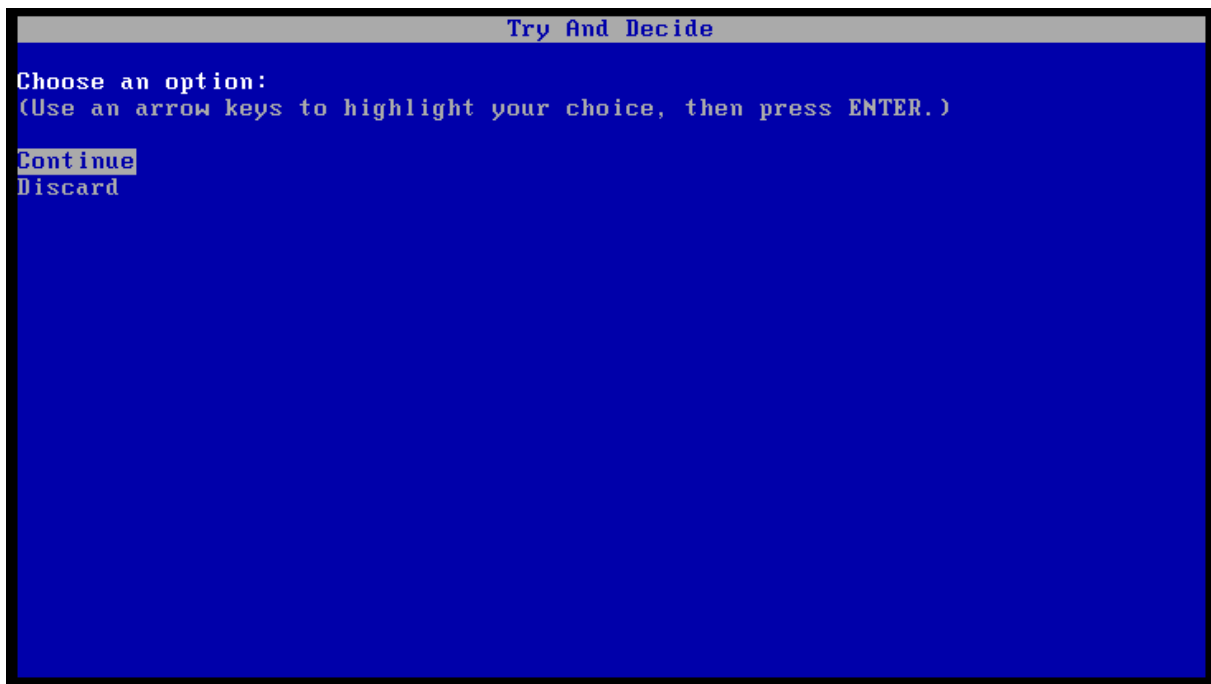 Try And Decide
Choose an option:
(Use an arrow keys to highlight your choice, then press ENTER.)
Continue
Discard